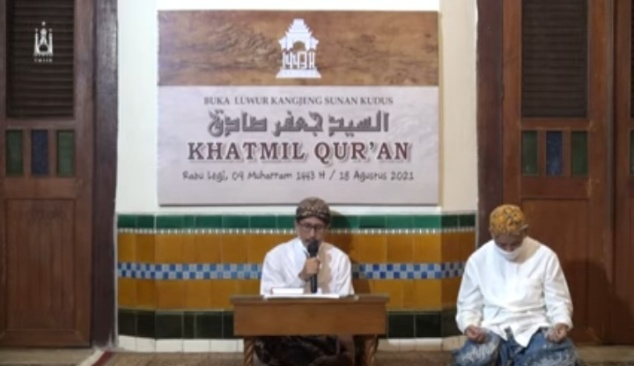 1443 H
BUKA LUWUR KANGJENG SUNAN KUDUS
السيد جعفر صادق
KHATMIL QUR'AN
Rabu Legi, 09 Muharram 1443 H / 18 Agustus 2021